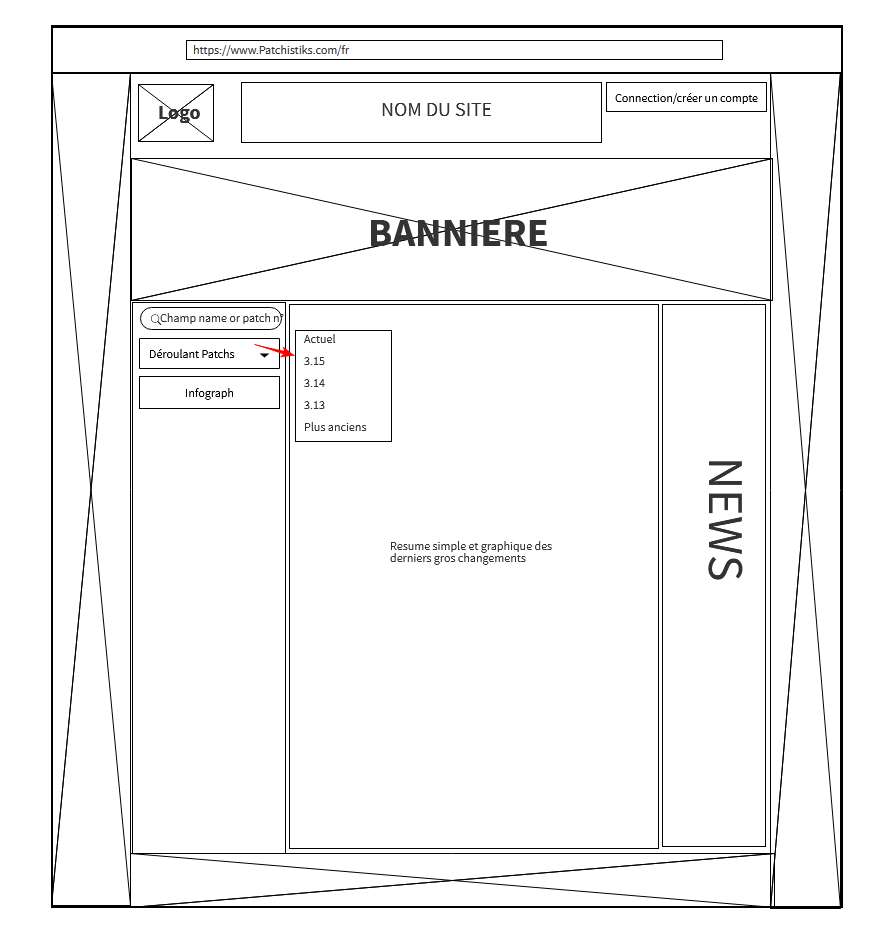 https://www.Patchistiks.com/fr
Logo
NOM DU SITE
Connection/créer un compte
BANNIERE
Champ name or patch n°
Déroulant Patchs
Infograph
Actuel
3.15
3.14
3.13
Plus anciens
Resume simple et graphique des
derniers gros changements
NEWS